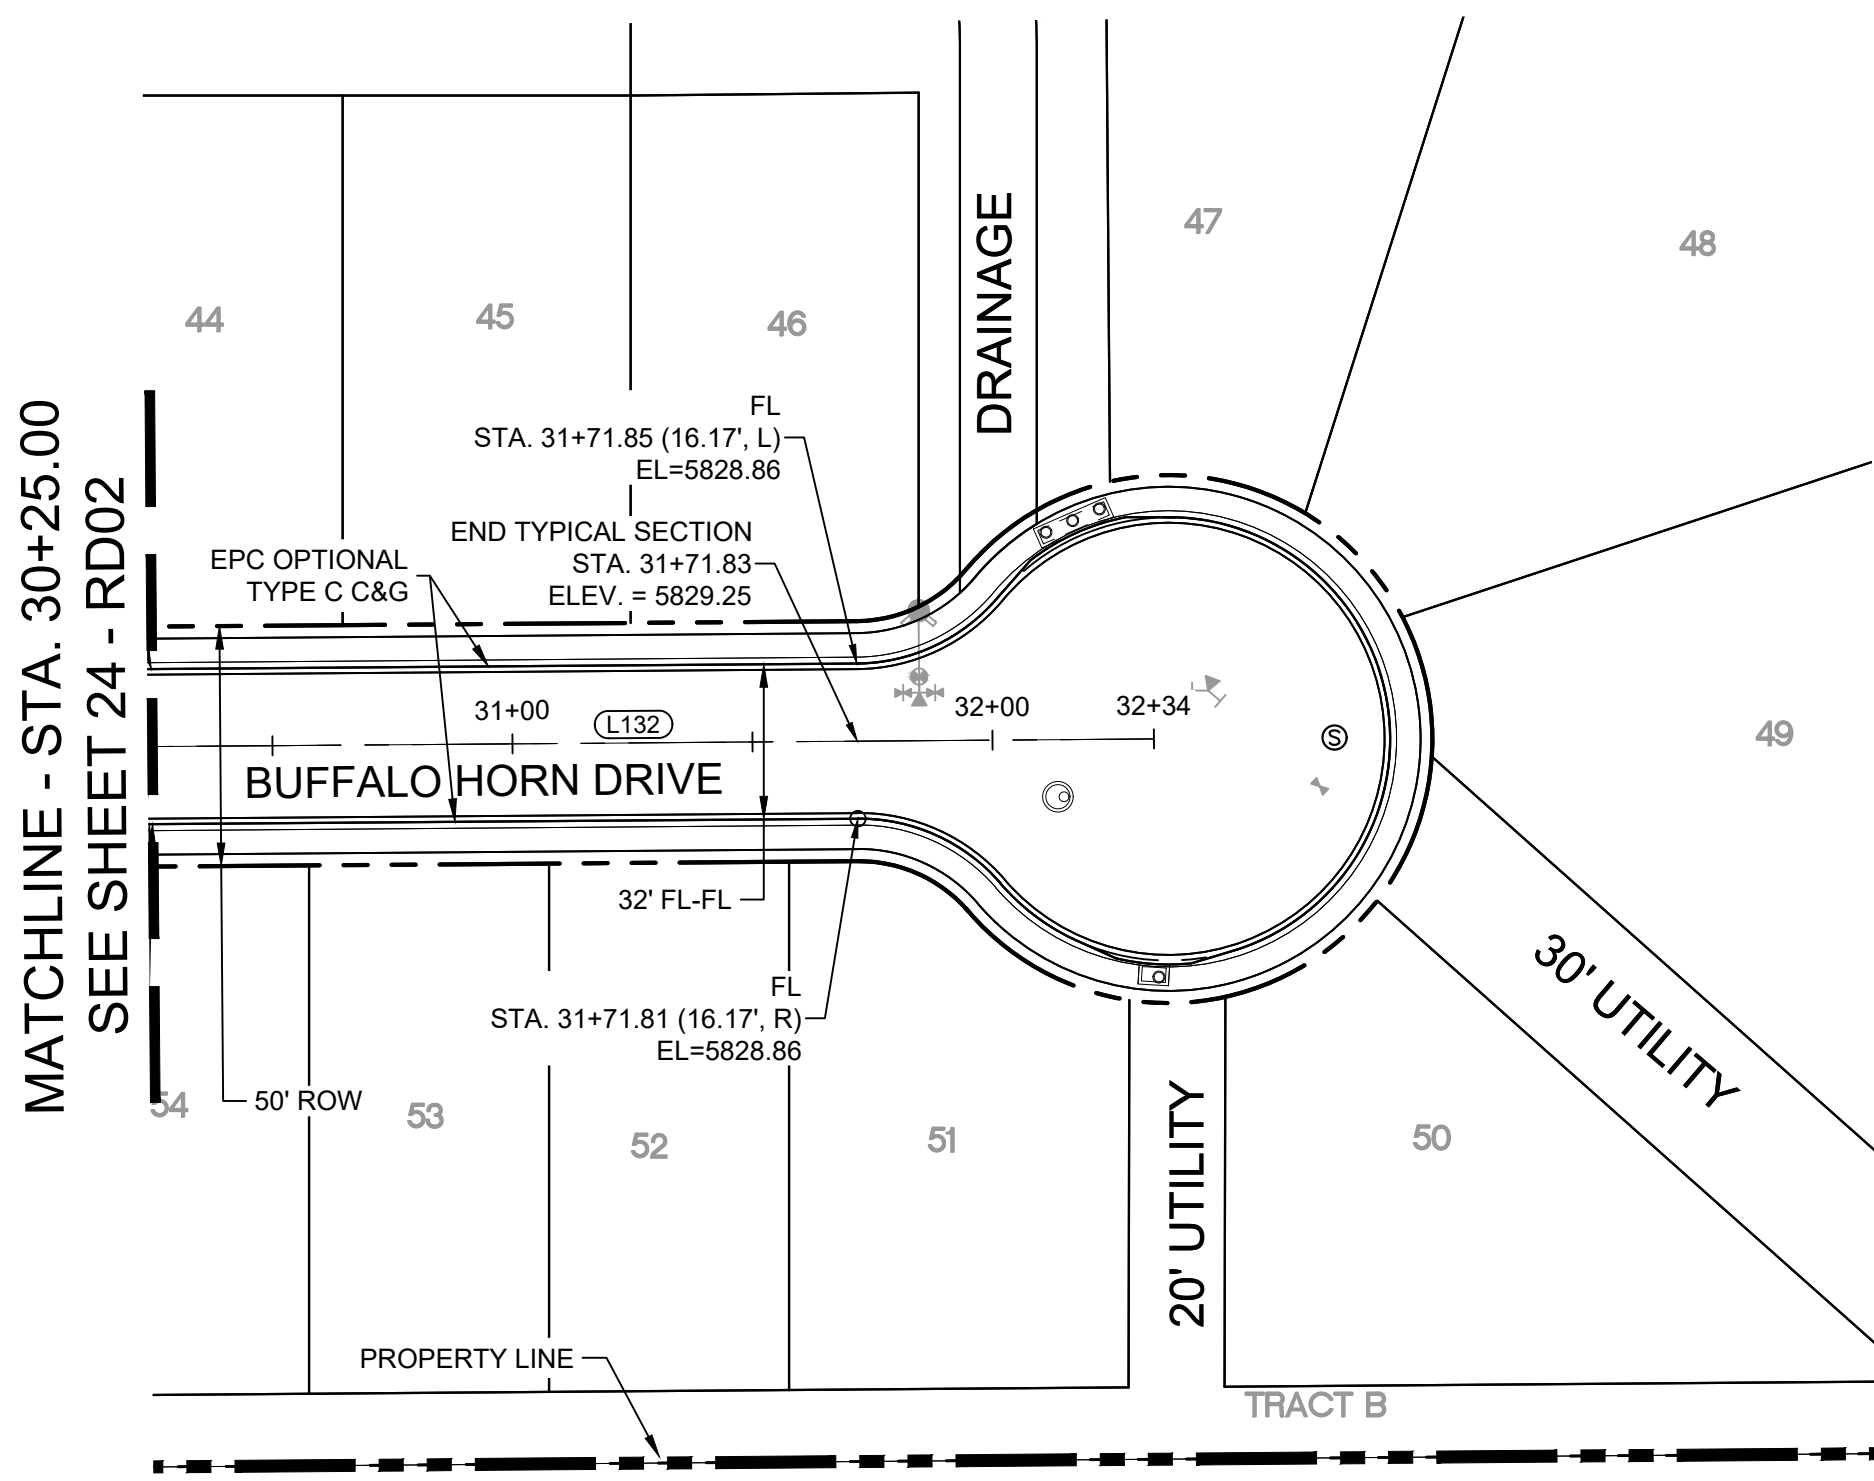 MATCHLINE - STA. 30+25.00
SEE SHEET 24 - RD02
44
45
46
47
48
49
50
51
52
53
54
DRAINAGE
FL
STA. 31+71.85 (16.17', L)
EL=5828.86
END TYPICAL SECTION
STA. 31+71.83
ELEV. = 5829.25
EPC OPTIONAL
TYPE C C&G
31+00
L132
32+00
32+34
S
BUFFALO HORN DRIVE
32' FL-FL
FL
STA. 31+71.81 (16.17', R)
EL=5828.86
50' ROW
30' UTILITY
20' UTILITY
PROPERTY LINE
TRACT B